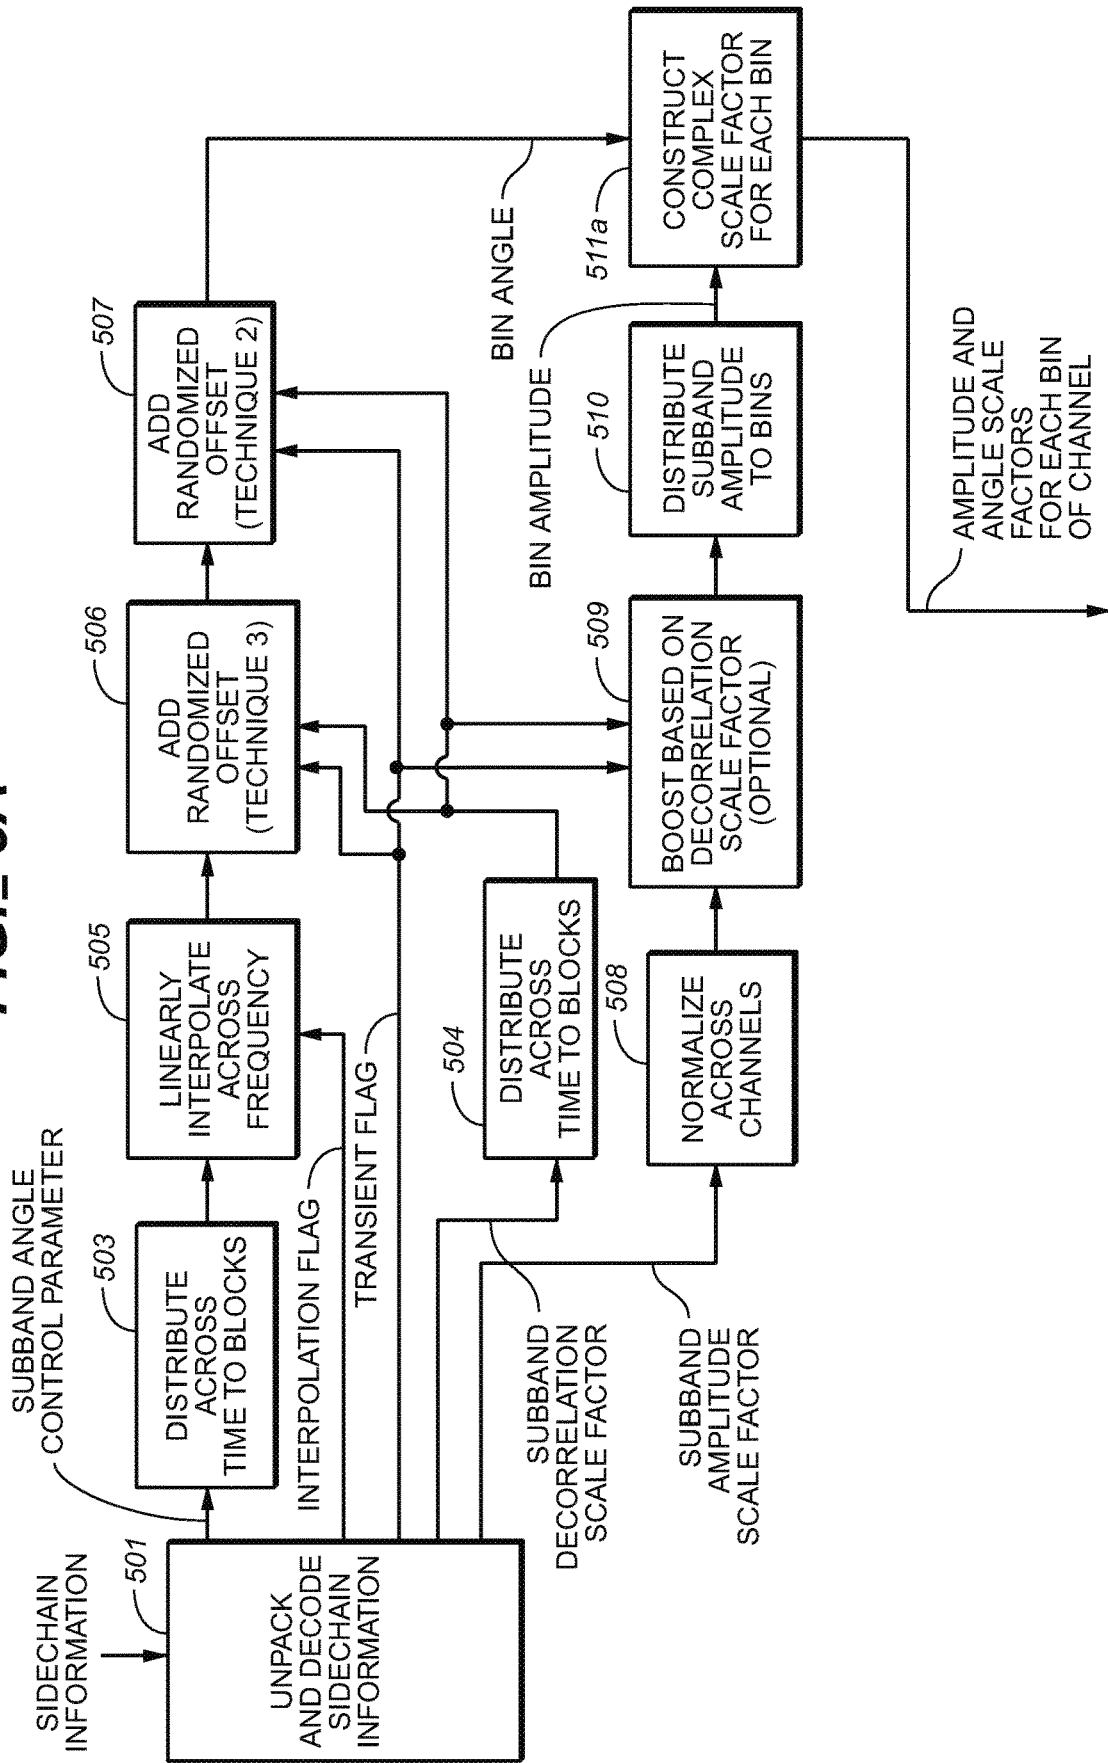 SIDECHAIN
INFORMATION
501
UNPACK
AND DECODE
SIDECHAIN
INFORMATION
SUBBAND ANGLE
CONTROL PARAMETER
503
DISTRIBUTE
ACROSS
TIME TO BLOCKS
505
LINEARLY
INTERPOLATE
ACROSS
FREQUENCY
506
ADD
RANDOMIZED
OFFSET
(TECHNIQUE 3)
507
ADD
RANDOMIZED
OFFSET
(TECHNIQUE 2)
INTERPOLATION FLAG
TRANSIENT FLAG
SUBBAND
DECORRELATION
SCALE FACTOR
504
DISTRIBUTE
ACROSS
TIME TO BLOCKS
SUBBAND
AMPLITUDE
SCALE FACTOR
508
NORMALIZE
ACROSS
CHANNELS
509
BOOST BASED ON
DECORRELATION
SCALE FACTOR
(OPTIONAL)
510
DISTRIBUTE
SUBBAND
AMPLITUDE
TO BINS
BIN AMPLITUDE
BIN ANGLE
511a
CONSTRUCT
COMPLEX
SCALE FACTOR
FOR EACH BIN
AMPLITUDE AND
ANGLE SCALE
FACTORS
FOR EACH BIN
OF CHANNEL